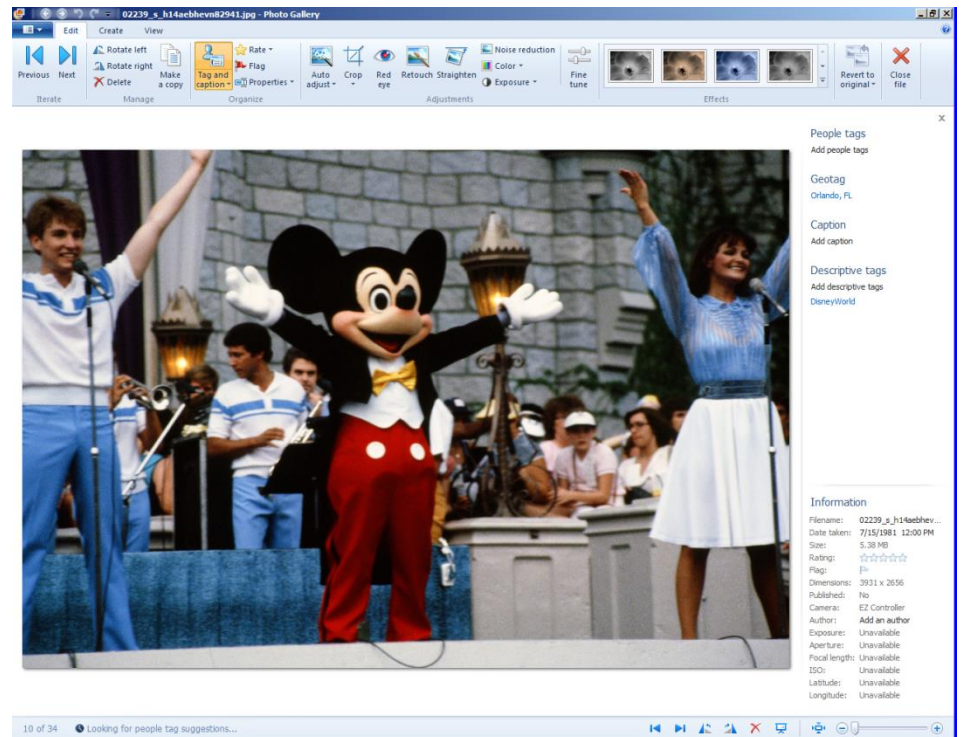 02239_s_h14aebhevn82941.jpg - Photo Gallery
Edit Create View
Previous Next
Rotate left
Rotate right
Delete
Make a copy
Tag and caption
Rate
Flag
Properties
Auto adjust
Crop
Red eye
Retouch
Straighten
Noise reduction
Color
Exposure
Fine tune
Revert to original
Close file
Iterate Manage Organize Adjustments Effects
People tags
Add people tags
Geotag
Orlando, FL
Caption
Add caption
Descriptive tags
Add descriptive tags
DisneyWorld
Information
Filename: 02239_s_h14aebhev...
Date taken: 7/15/1981 12:00 PM
Size: 5.38 MB
Rating:
Flag:
Dimensions: 3931 x 2656
Published: No
Camera: EZ Controller
Author: Add an author
Exposure: Unavailable
Aperture: Unavailable
Focal length: Unavailable
ISO: Unavailable
Latitude: Unavailable
Longitude: Unavailable
10 of 34 Looking for people tag suggestions...